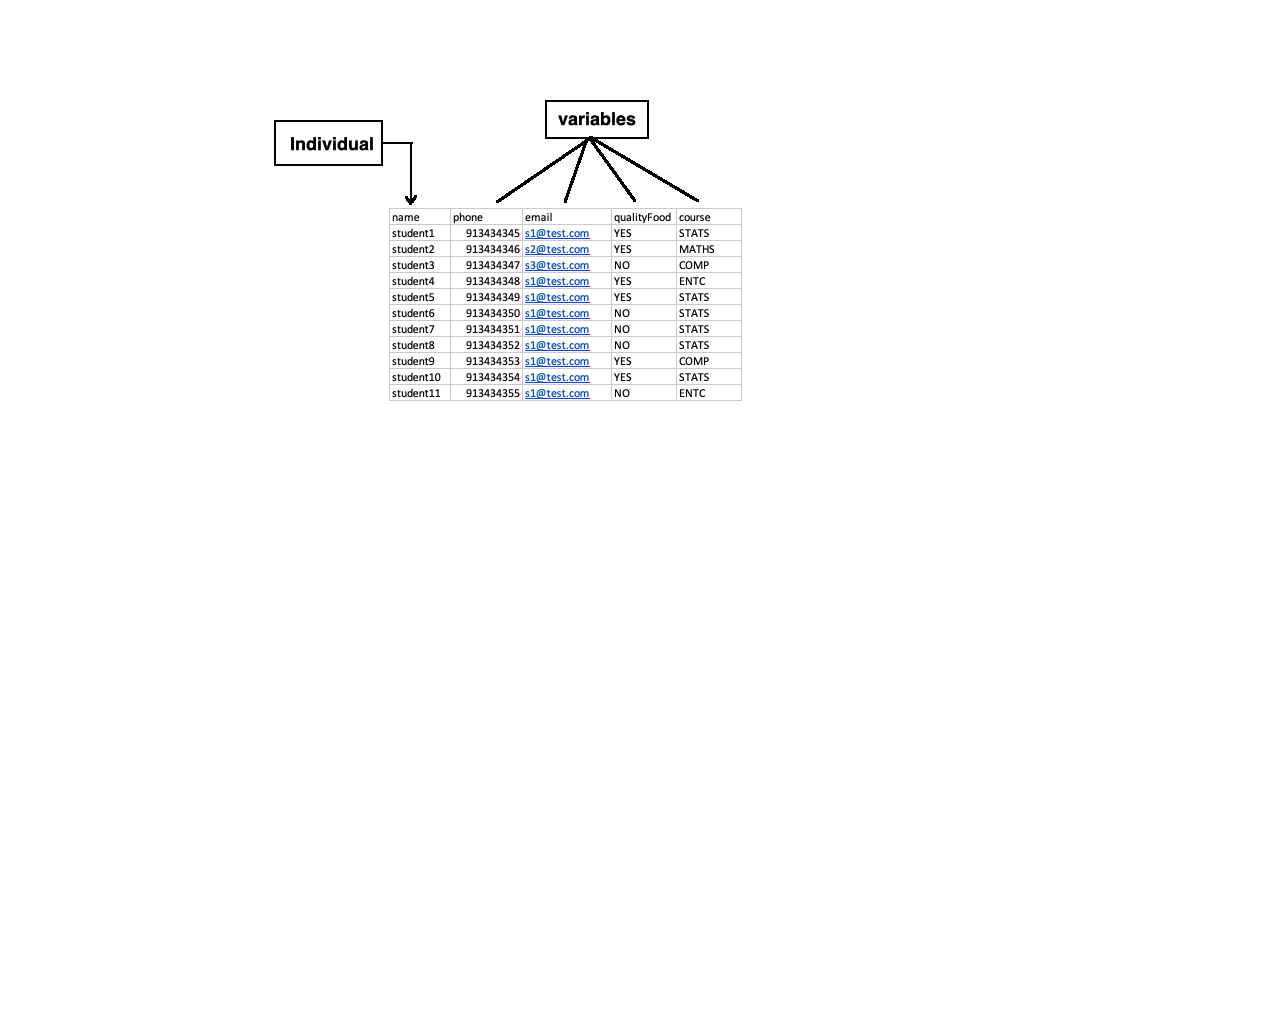 variables
Individual
name phone email qualityFood course
student1 913434345 s1@test.com YES STATS
student2 913434346 s2@test.com YES MATHS
student3 913434347 s3@test.com NO COMP
student4 913434348 s1@test.com YES ENTC
student5 913434349 s1@test.com YES STATS
student6 913434350 s1@test.com NO STATS
student7 913434351 s1@test.com NO STATS
student8 913434352 s1@test.com NO STATS
student9 913434353 s1@test.com YES COMP
student10 913434354 s1@test.com YES STATS
student11 913434355 s1@test.com NO ENTC